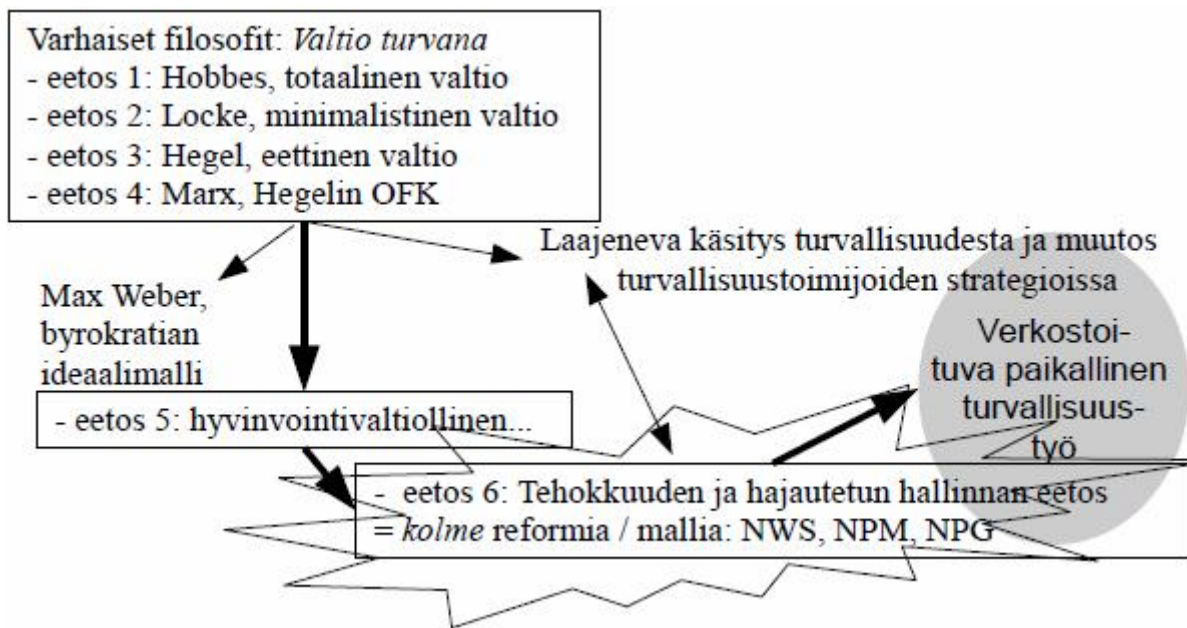 Varhaiset filosofit: Valtio turvana
- eetos 1: Hobbes, totaalinen valtio
- eetos 2: Locke, minimalistinen valtio
- eetos 3: Hegel, eettinen valtio
- eetos 4: Marx, Hegelin OFK
Laajeneva käsitys turvallisuudesta ja muutos
turvallisuustoimijoiden strategioissa
Max Weber,
byrokratian
ideaalimalli
Verkostoi-
tuva paikallinen
turvallisuus-
työ
- eetos 5: hyvinvointivaltiollinen...
- eetos 6: Tehokkuuden ja hajautetun hallinnan eetos
= kolme reformia / mallia: NWS, NPM, NPG